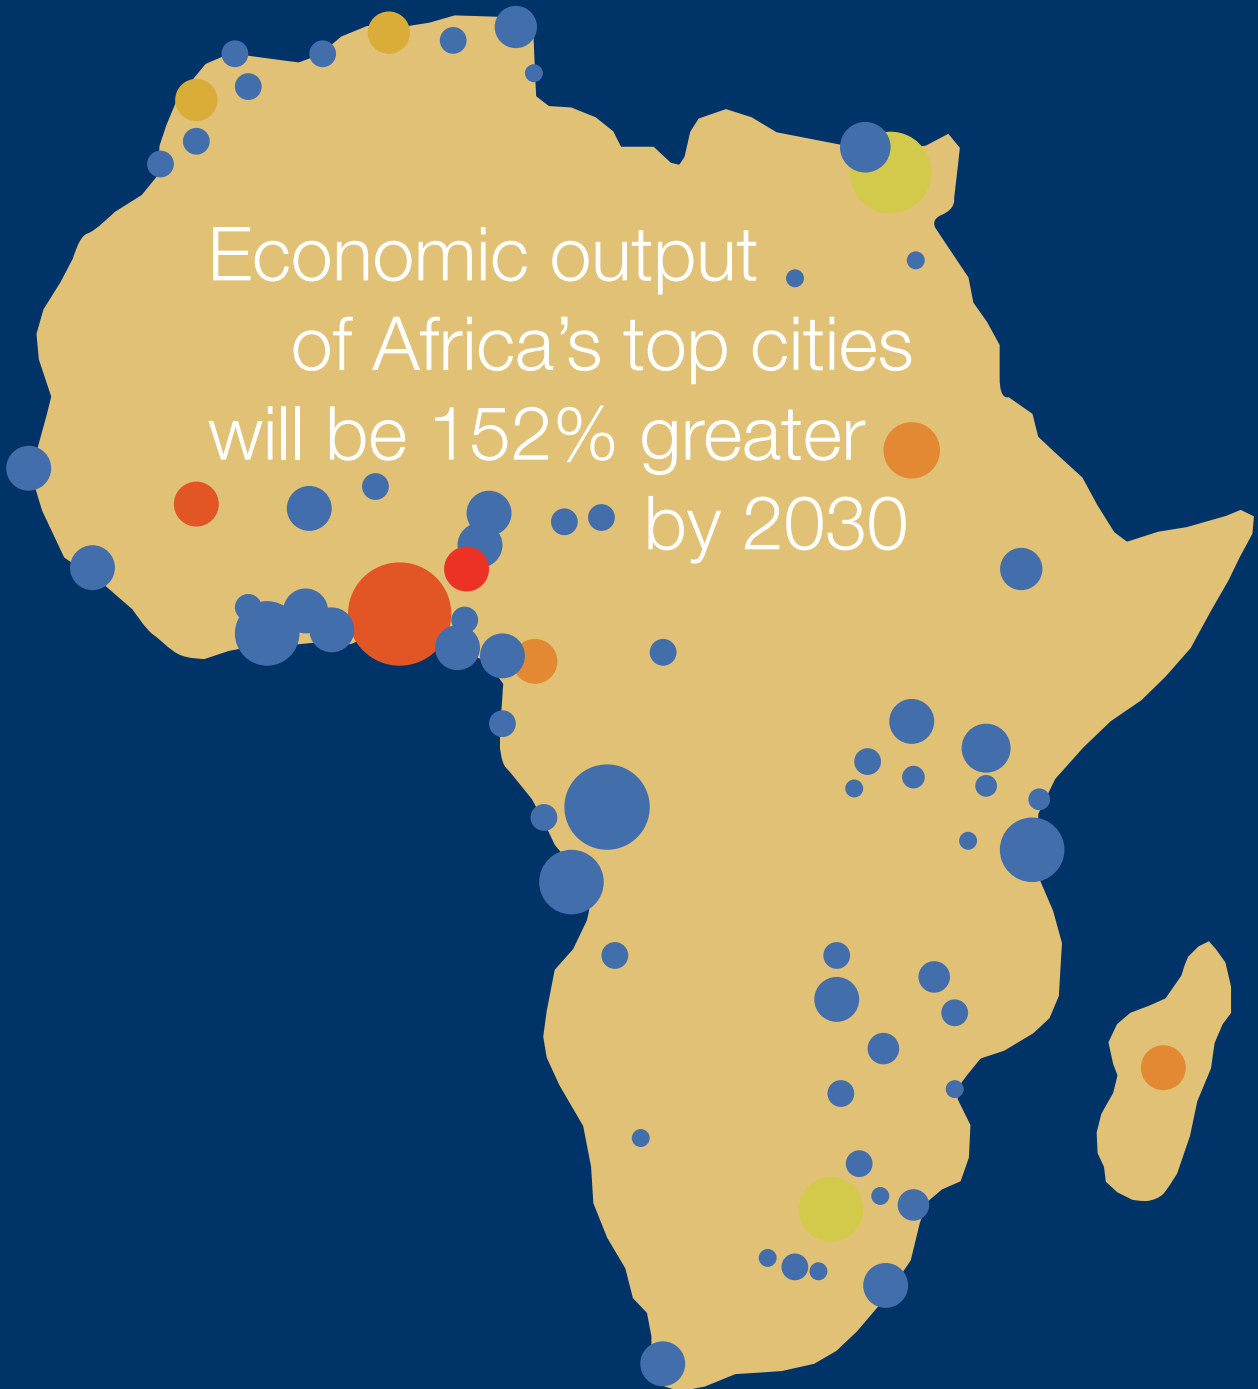 Economic output
of Africa’s top cities
will be 152% greater
by 2030